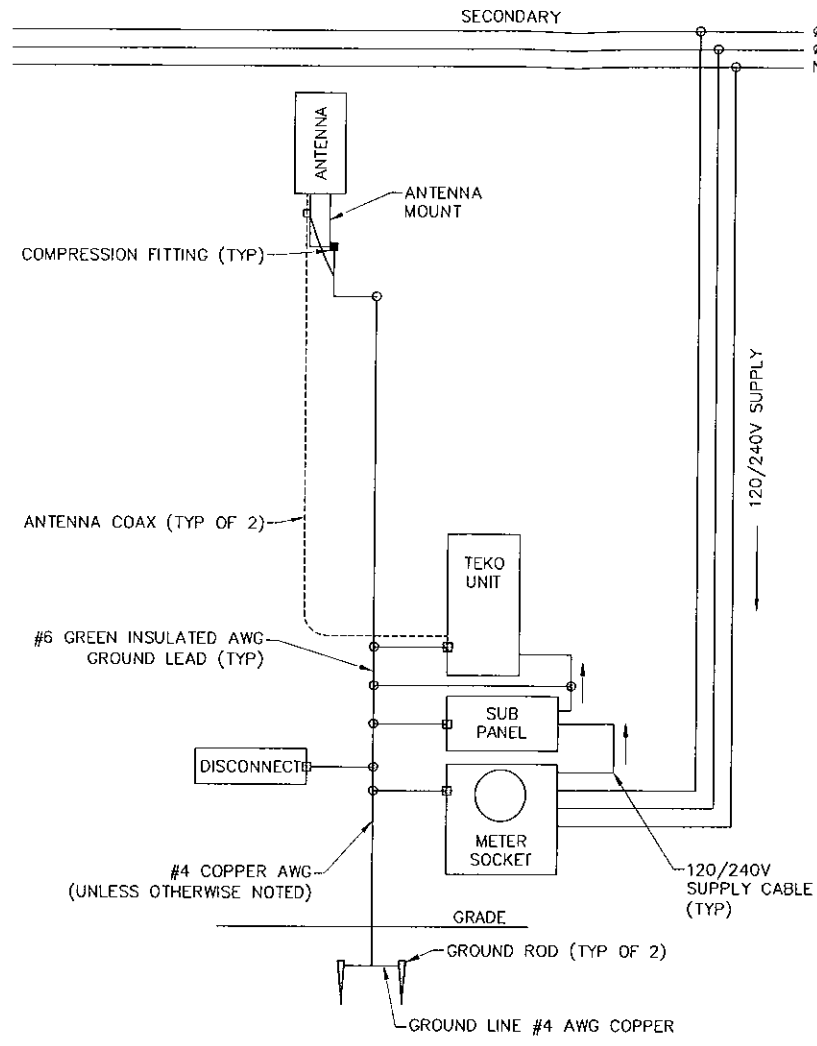 SECONDARY
ANTENNA
ANTENNA
MOUNT
COMPRESSION FITTING (TYP)
120/240V SUPPLY
ANTENNA COAX (TYP OF 2)
TEKO
UNIT
#6 GREEN INSULATED AWG
GROUND LEAD (TYP)
SUB
PANEL
DISCONNECT
METER
SOCKET
#4 COPPER AWG
(UNLESS OTHERWISE NOTED)
120/240V
SUPPLY CABLE
(TYP)
GRADE
GROUND ROD (TYP OF 2)
GROUND LINE #4 AWG COPPER